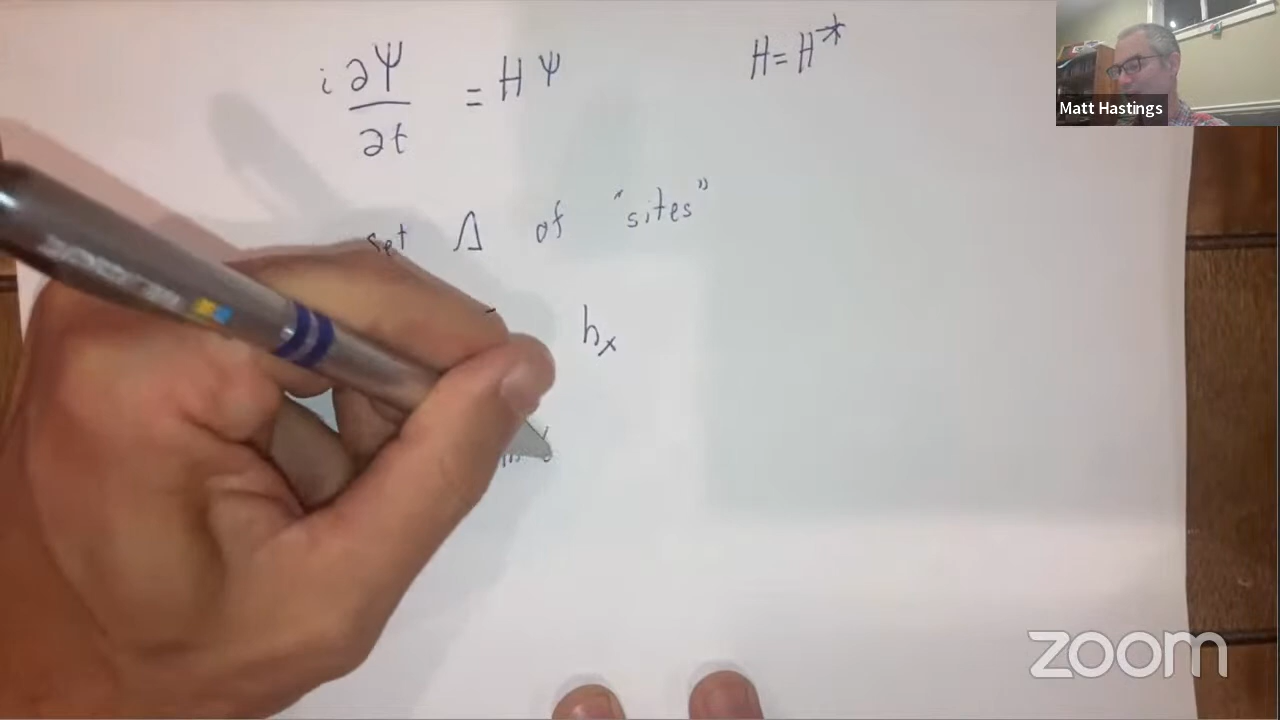 i ∂Ψ/∂t = H Ψ
H = H*
set Λ of "sites"
h_x
Matt Hastings
zoom